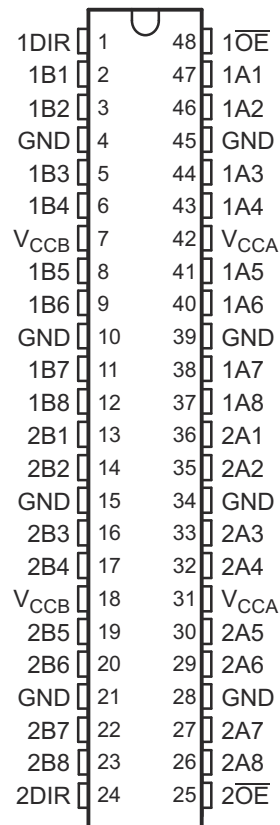 1DIR 1 48 1O̅E̅
1B1 2 47 1A1
1B2 3 46 1A2
GND 4 45 GND
1B3 5 44 1A3
1B4 6 43 1A4
VCCB 7 42 VCCA
1B5 8 41 1A5
1B6 9 40 1A6
GND 10 39 GND
1B7 11 38 1A7
1B8 12 37 1A8
2B1 13 36 2A1
2B2 14 35 2A2
GND 15 34 GND
2B3 16 33 2A3
2B4 17 32 2A4
VCCB 18 31 VCCA
2B5 19 30 2A5
2B6 20 29 2A6
GND 21 28 GND
2B7 22 27 2A7
2B8 23 26 2A8
2DIR 24 25 2O̅E̅